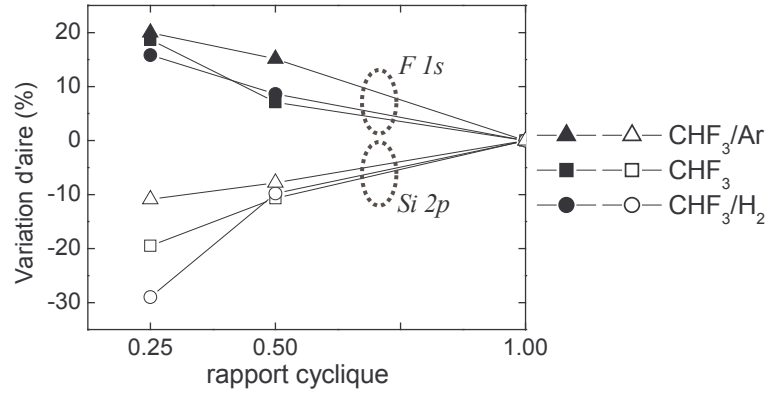 20
10
0
-10
-20
-30
Variation d'aire (%)
F 1s
Si 2p
0.25 0.50 1.00
rapport cyclique
CHF₃/Ar
CHF₃
CHF₃/H₂